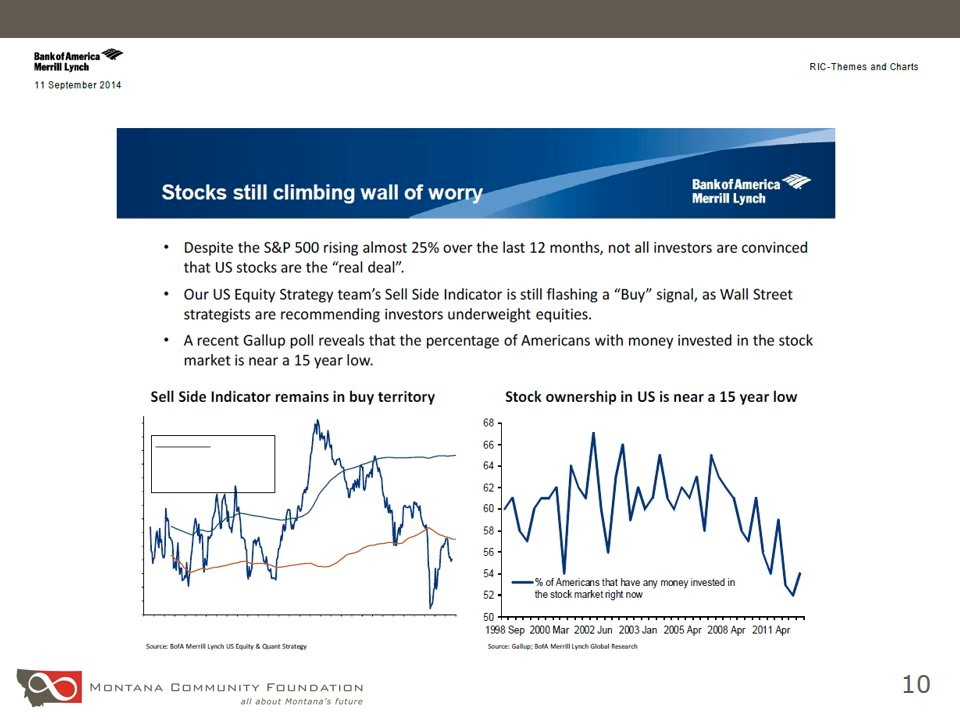 Bank of America
Merrill Lynch
11 September 2014
RIC-Themes and Charts
Stocks still climbing wall of worry
Bank of America
Merrill Lynch
• Despite the S&P 500 rising almost 25% over the last 12 months, not all investors are convinced
that US stocks are the “real deal”.
• Our US Equity Strategy team’s Sell Side Indicator is still flashing a “Buy” signal, as Wall Street
strategists are recommending investors underweight equities.
• A recent Gallup poll reveals that the percentage of Americans with money invested in the stock
market is near a 15 year low.
Sell Side Indicator remains in buy territory
Source: BofA Merrill Lynch US Equity & Quant Strategy
Stock ownership in US is near a 15 year low
68
66
64
62
60
58
56
54
52
50
% of Americans that have any money invested in
the stock market right now
1998 Sep 2000 Mar 2002 Jun 2003 Jan 2005 Apr 2008 Apr 2011 Apr
Source: Gallup; BofA Merrill Lynch Global Research
Montana Community Foundation
all about Montana's future
10